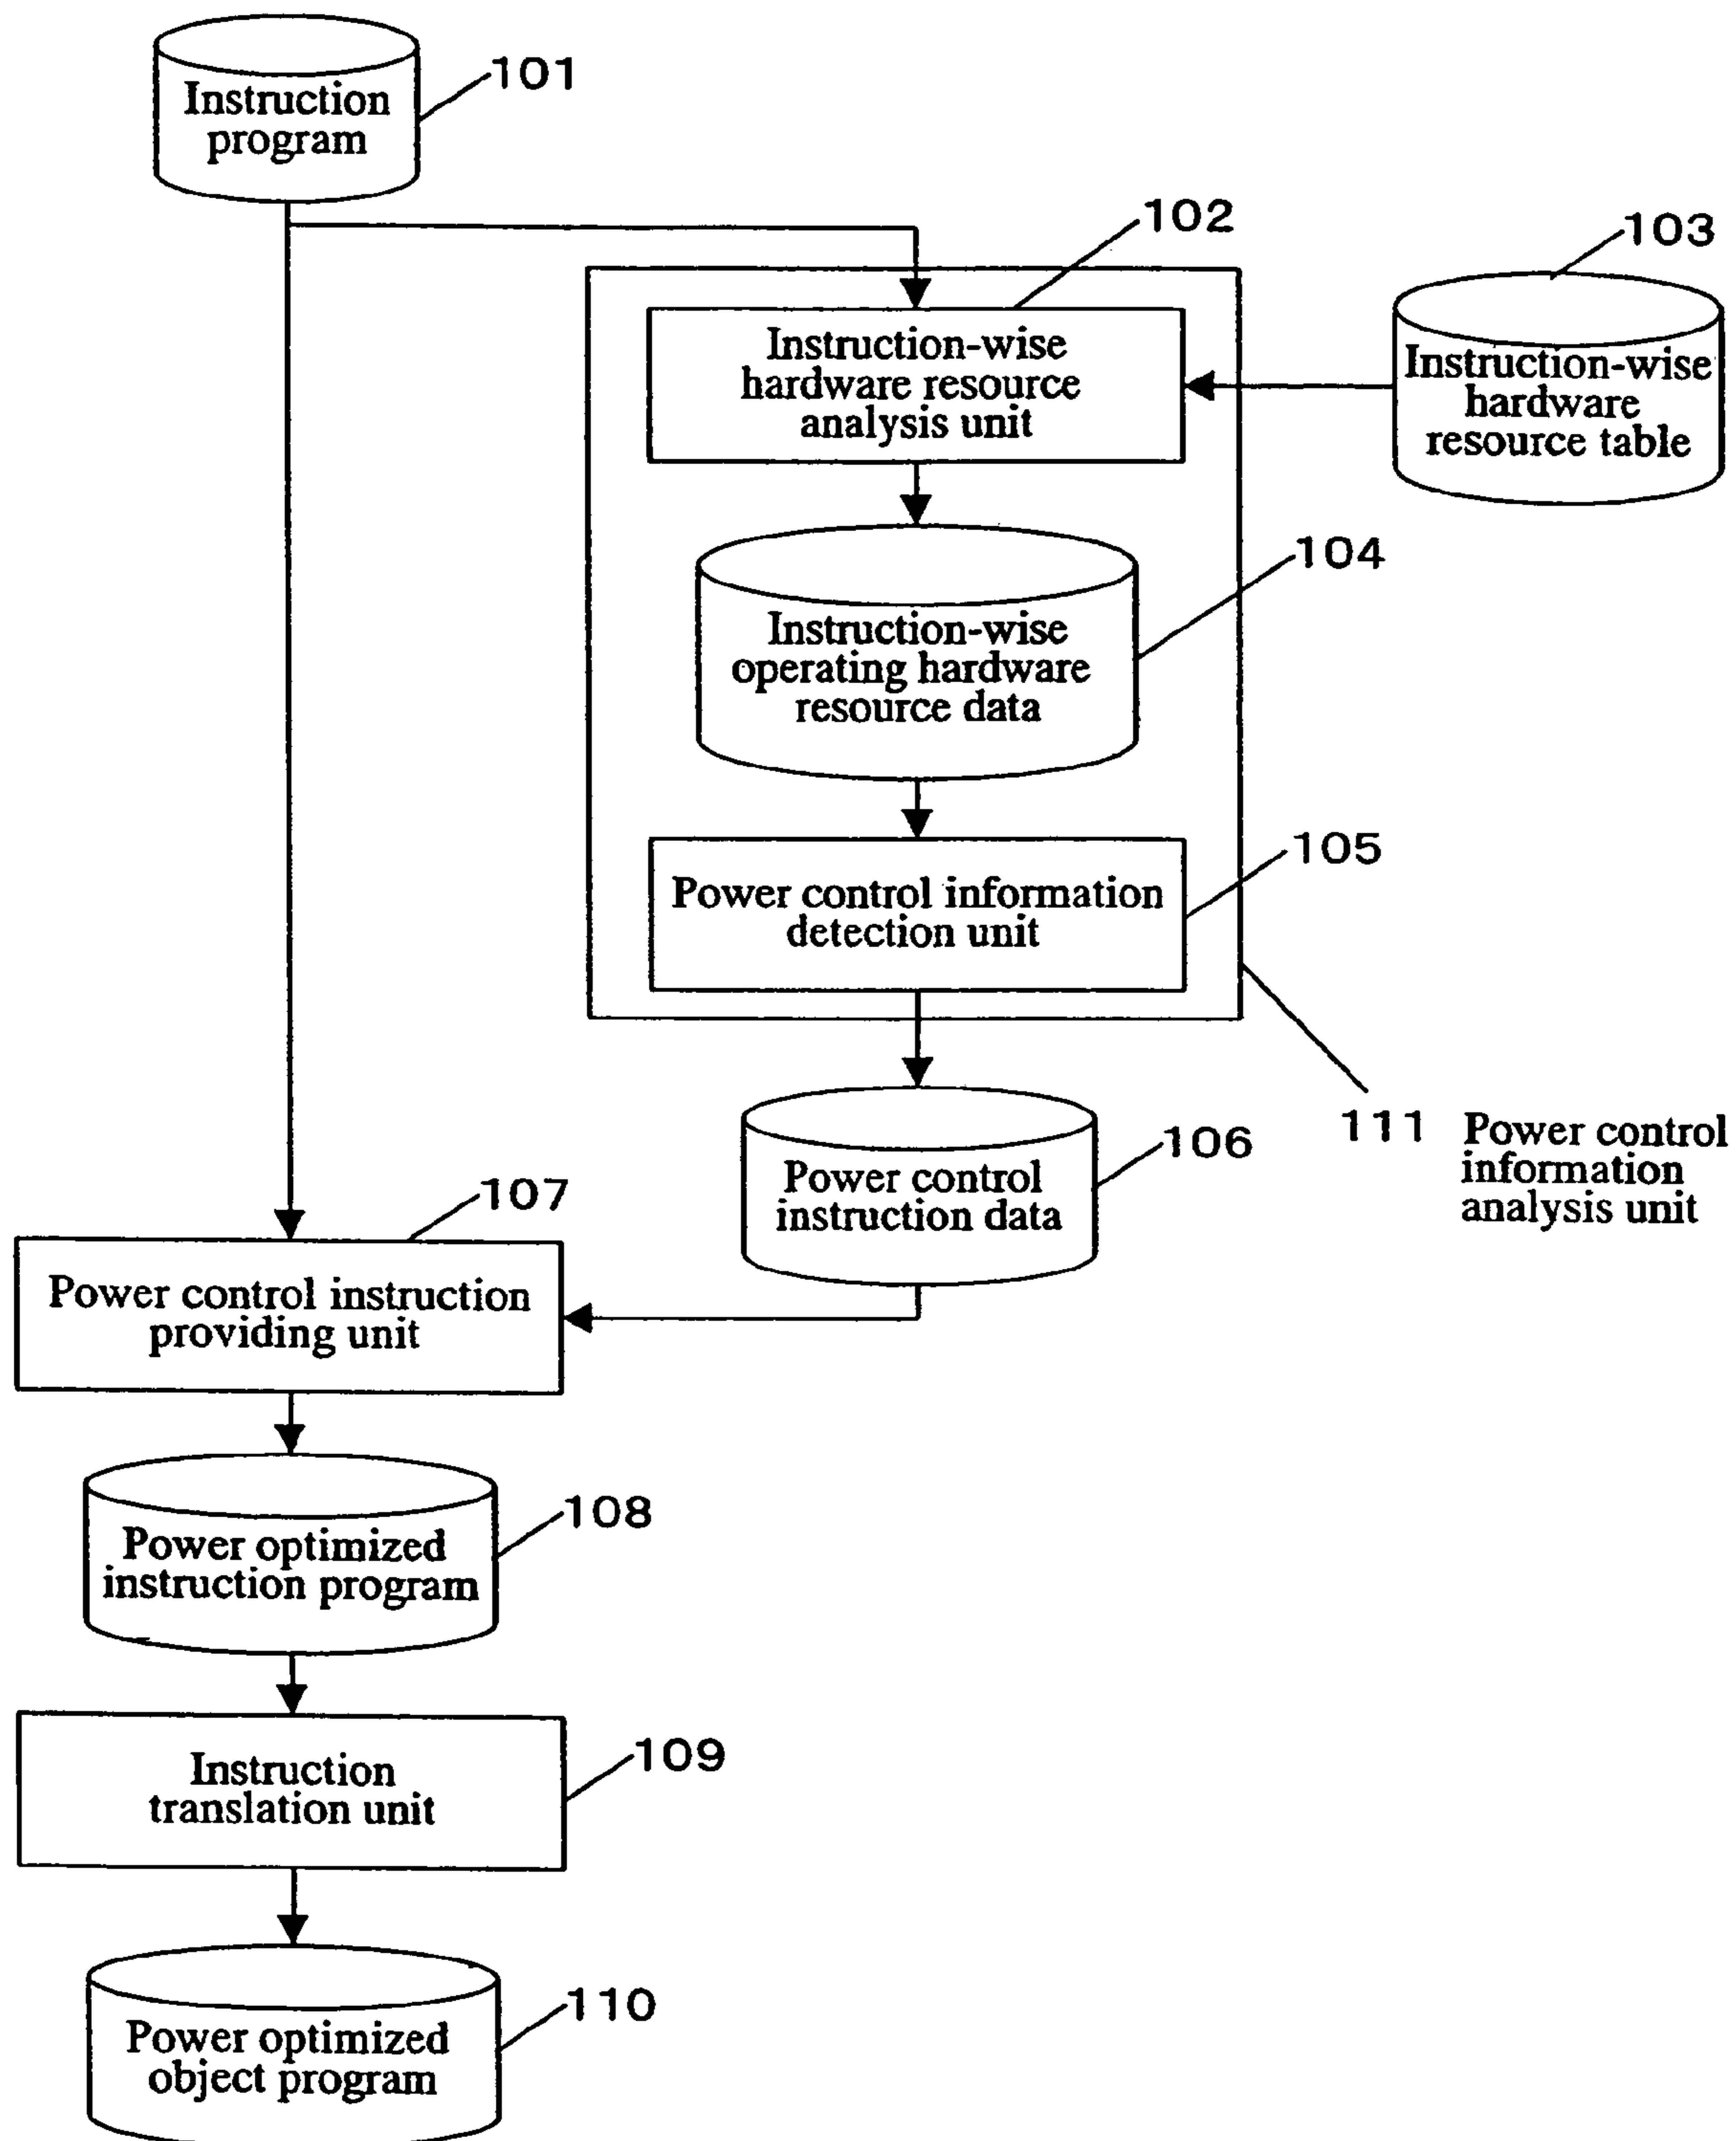 101
Instruction
program
102
103
Instruction-wise
hardware resource
analysis unit
Instruction-wise
hardware
resource table
104
Instruction-wise
operating hardware
resource data
105
Power control information
detection unit
111 Power control
information
analysis unit
106
Power control
instruction data
107
Power control instruction
providing unit
108
Power optimized
instruction program
109
Instruction
translation unit
110
Power optimized
object program